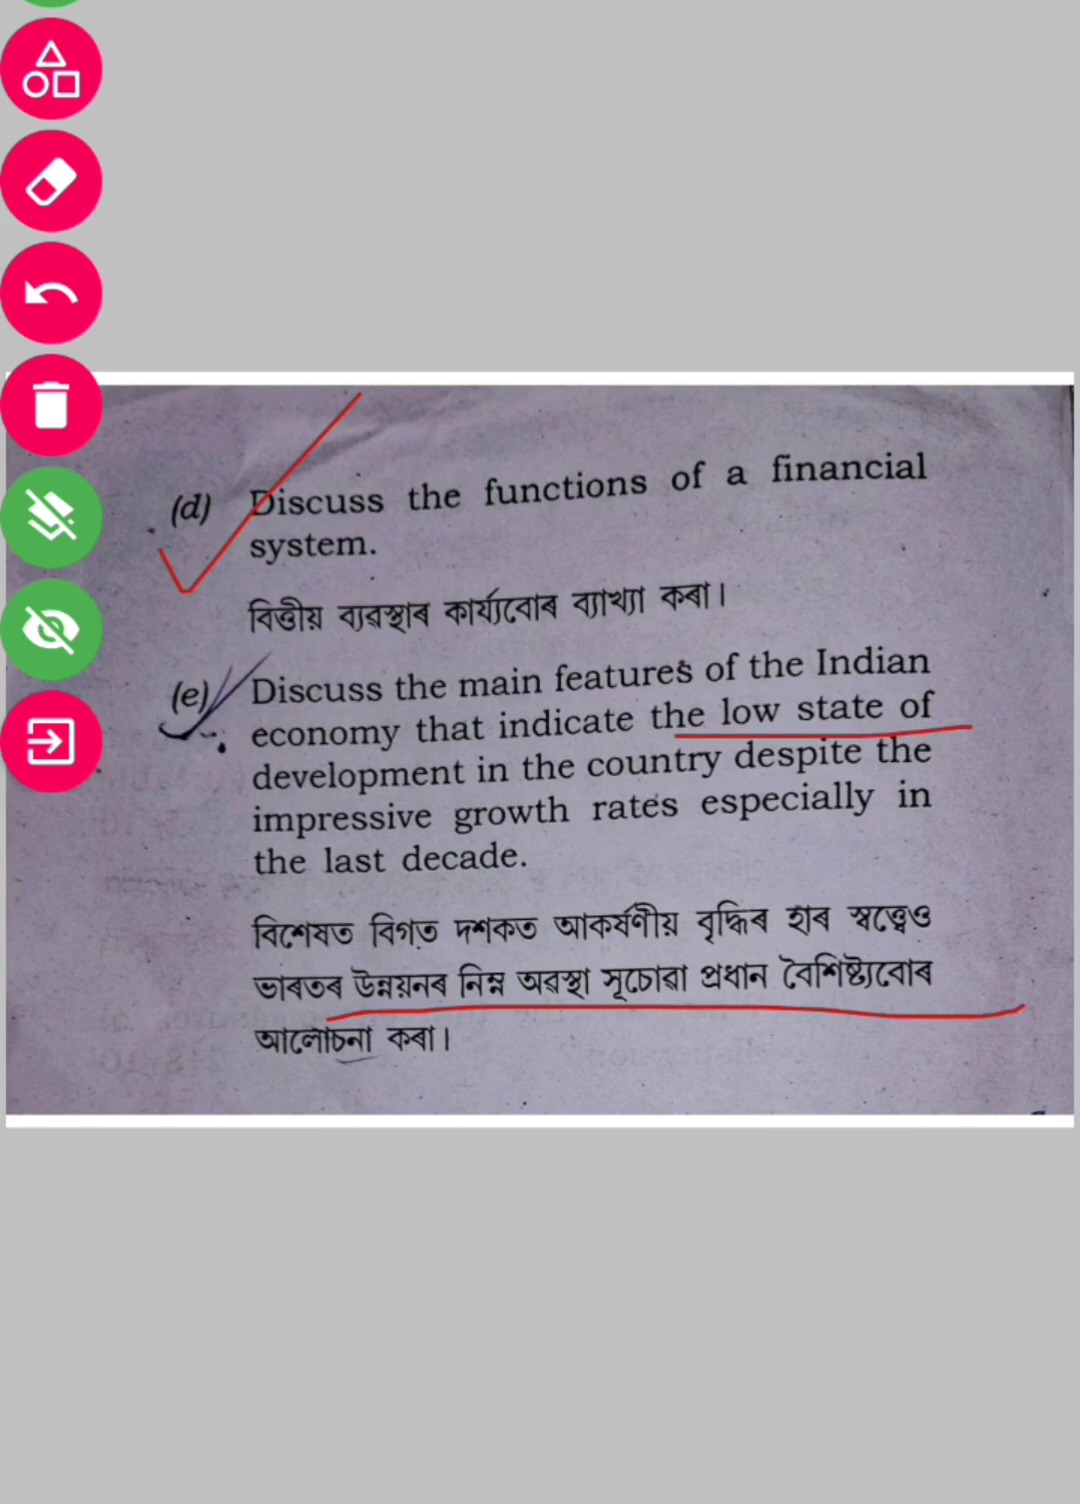 (d) Discuss the functions of a financial
system.
বিত্তীয় ব্যৱস্থাৰ কাৰ্য্যবোৰ ব্যাখ্যা কৰা।
(e) Discuss the main features of the Indian
economy that indicate the low state of
development in the country despite the
impressive growth rates especially in
the last decade.
বিশেষত বিগত দশকত আকৰ্ষণীয় বৃদ্ধিৰ হাৰ স্বত্ত্বেও
ভাৰতৰ উন্নয়নৰ নিম্ন অৱস্থা সূচোৱা প্ৰধান বৈশিষ্ট্যবোৰ
আলোচনা কৰা।